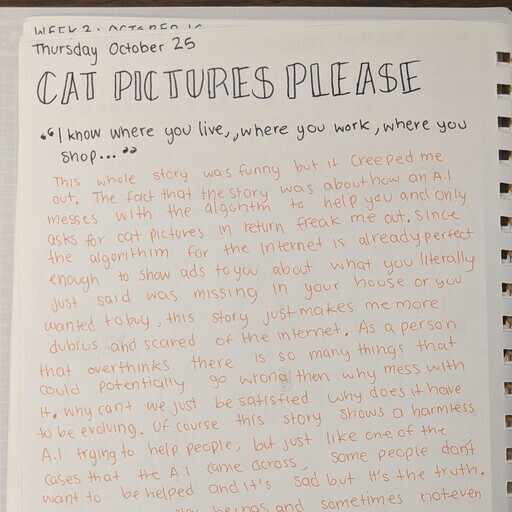 WEEK 2: OCTOBER
Thursday October 25
CAT PICTURES PLEASE
"I know where you live,, where you work, where you
shop..."
This whole story was funny but it creeped me
out. The fact that the story was about how an A.I
messes with the algorithm to help you and only
asks for cat pictures in return freak me out. Since
the algorithim for the internet is already perfect
enough to show ads to you about what you literally
just said was missing in your house or you
wanted to buy, this story just makes me more
dubius and scared of the internet. As a person
that overthinks there is so many things that
could potentially go wrong then why mess with
it. Why cant we just be satisfied why does it have
to be evolving. Of course this story shows a harmless
A.I trying to help people, but just like one of the
cases that the A.I came across, some people don't
want to be helped and it's sad but it's the truth.
beings and sometimes not even